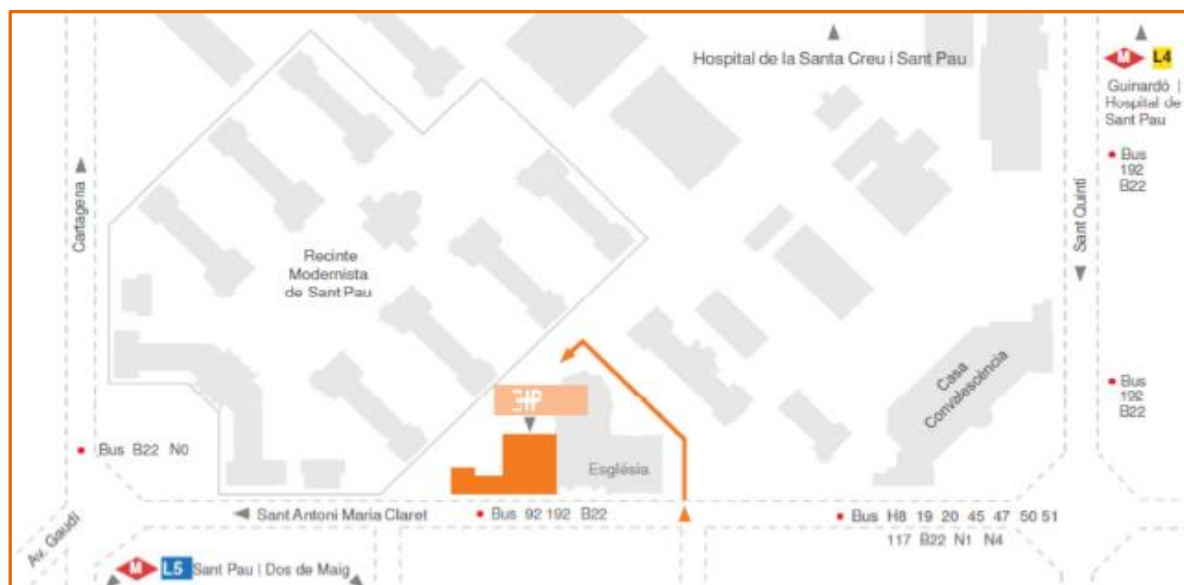 Hospital de la Santa Creu i Sant Pau
M L4
Guinardó |
Hospital de
Sant Pau
Bus
192
B22
Cartagena
Sant Quintí
Recinte
Modernista
de Sant Pau
Casa
Convalescència
Bus
192
B22
Bus B22 N0
Església
Sant Antoni Maria Claret
Bus 92 192 B22
Bus H8 19 20 45 47 50 51
117 B22 N1 N4
Av. Gaudí
M L5 Sant Pau | Dos de Maig